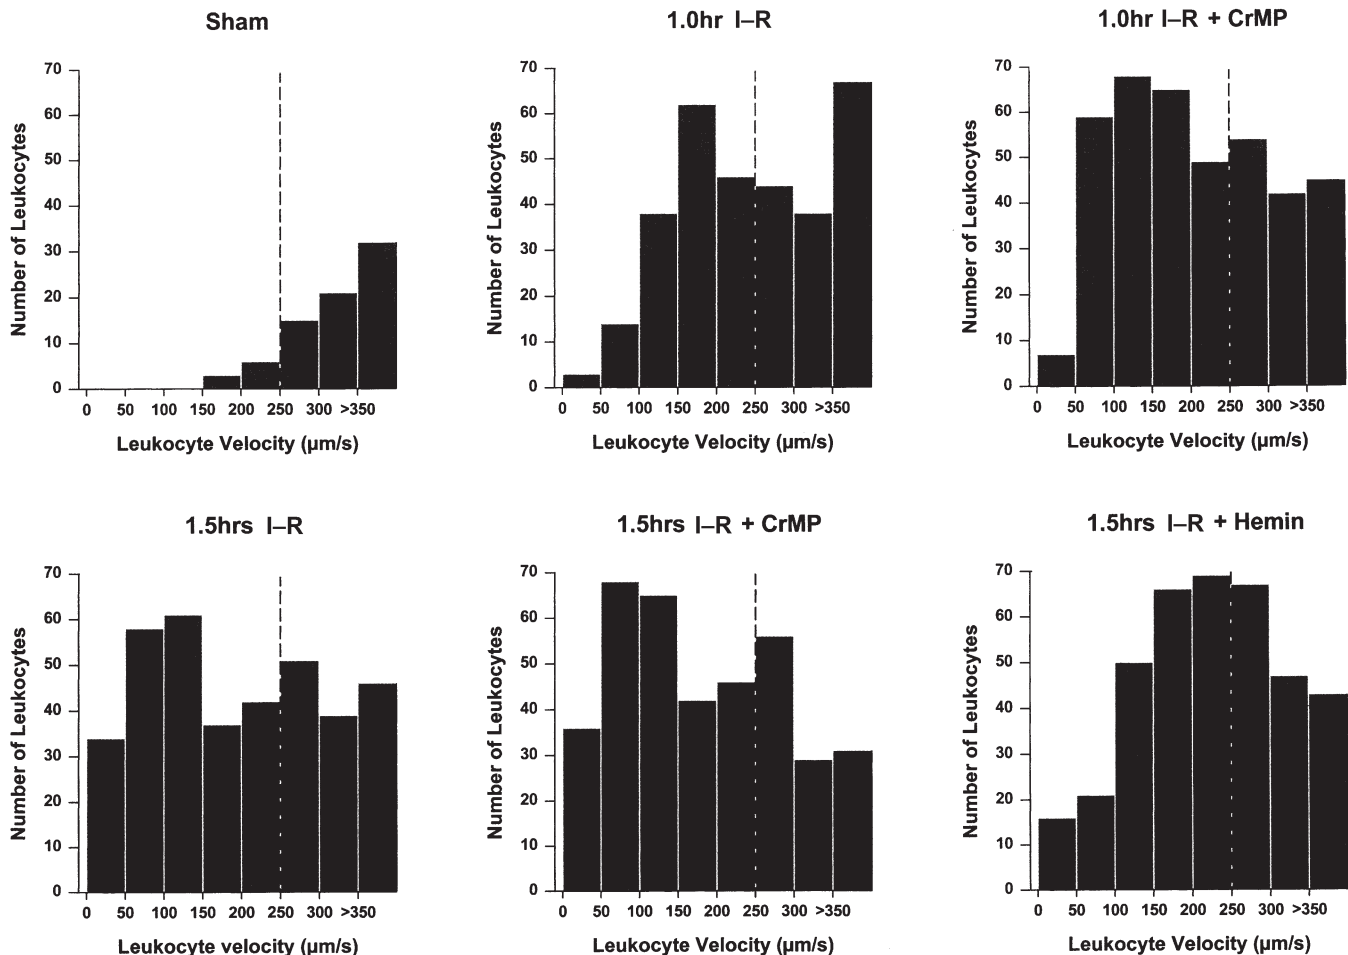 Sham
70
60
50
40
30
20
10
0
Number of Leukocytes
0 50 100 150 200 250 300 >350
Leukocyte Velocity (µm/s)
1.0hr I–R
70
60
50
40
30
20
10
0
Number of Leukocytes
0 50 100 150 200 250 300 >350
Leukocyte Velocity (µm/s)
1.0hr I–R + CrMP
70
60
50
40
30
20
10
0
Number of Leukocytes
0 50 100 150 200 250 300 >350
Leukocyte Velocity (µm/s)
1.5hrs I–R
70
60
50
40
30
20
10
0
Number of Leukocytes
0 50 100 150 200 250 300 >350
Leukocyte velocity (µm/s)
1.5hrs I–R + CrMP
70
60
50
40
30
20
10
0
Number of Leukocytes
0 50 100 150 200 250 300 >350
Leukocyte Velocity (µm/s)
1.5hrs I–R + Hemin
70
60
50
40
30
20
10
0
Number of Leukocytes
0 50 100 150 200 250 300 >350
Leukocyte Velocity (µm/s)